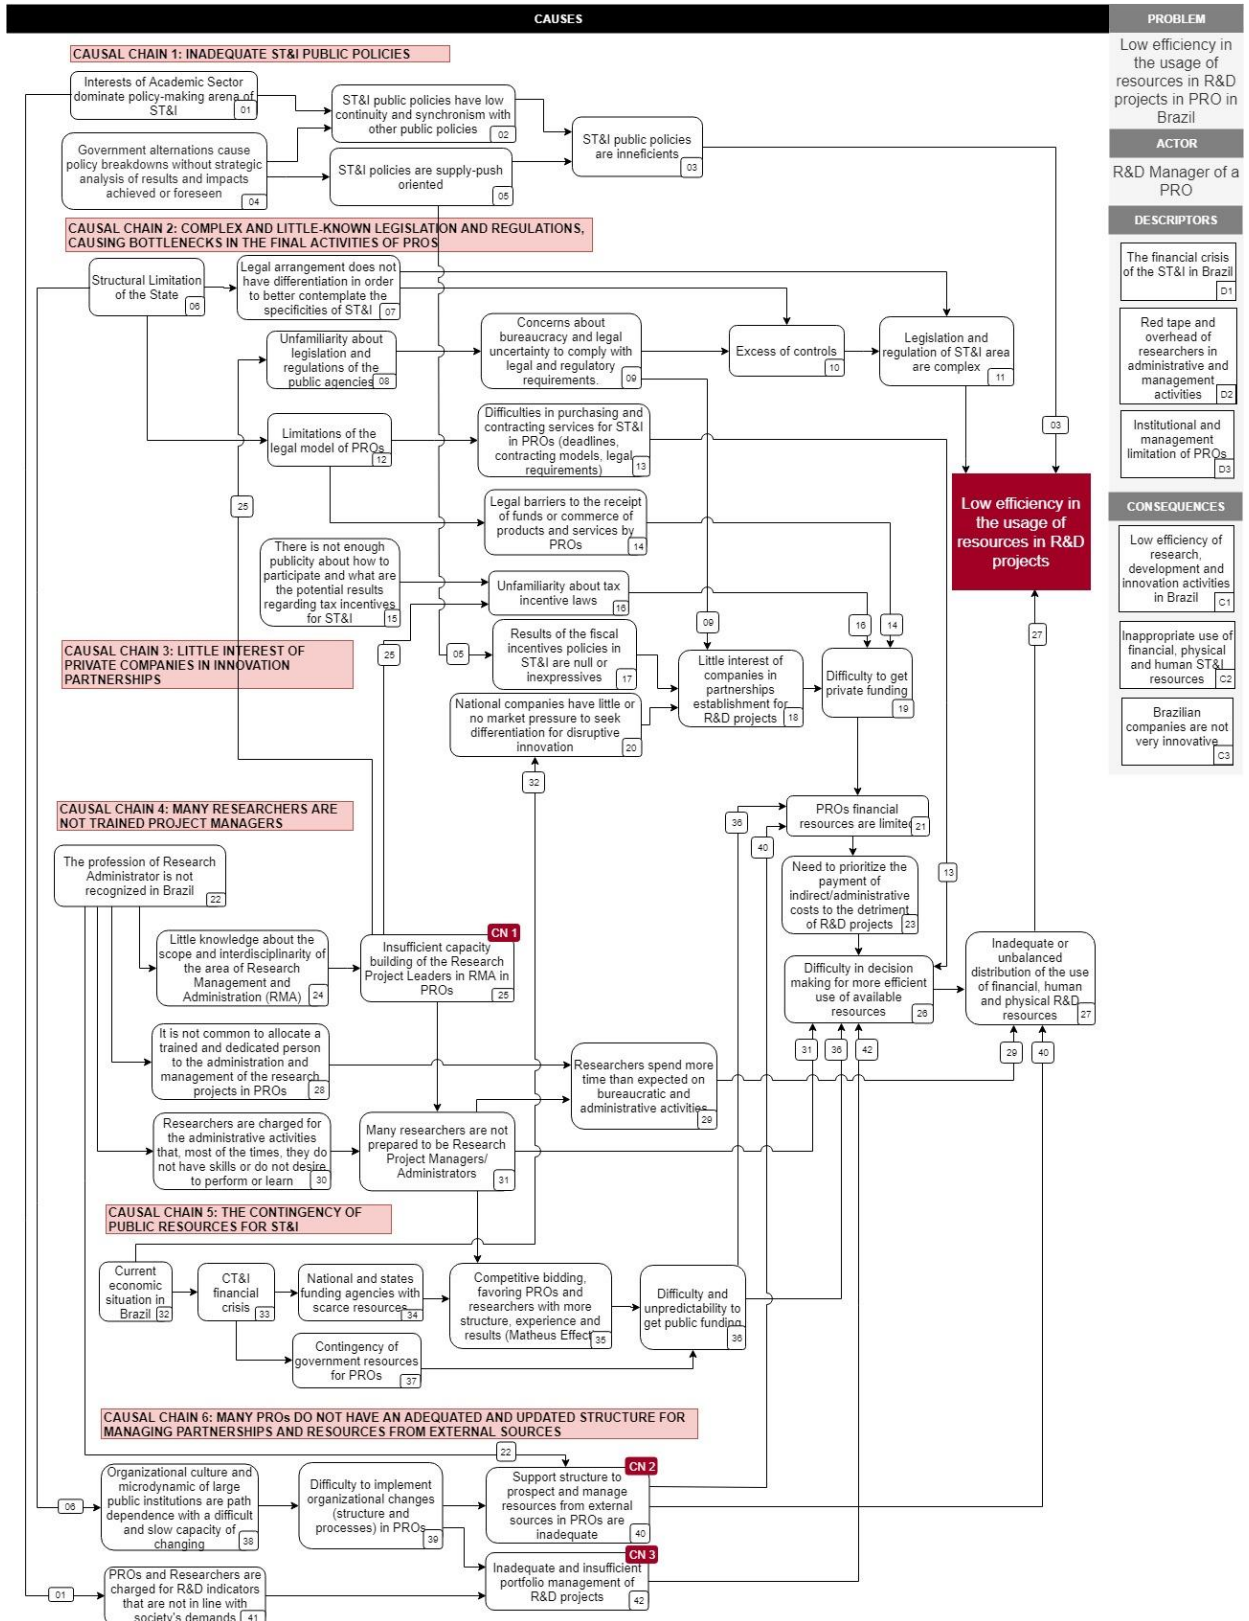 CAUSES
PROBLEM
Low efficiency in
the usage of
resources in R&D
projects in PRO in
Brazil
ACTOR
R&D Manager of a
PRO
DESCRIPTORS
The financial crisis
of the ST&I in Brazil
D1
Red tape and
overhead of
researchers in
administrative and
management
activities
D2
Institutional and
management
limitation of PROs
D3
CONSEQUENCES
Low efficiency of
research,
development and
innovation activities
in Brazil
C1
Inappropriate use of
financial, physical
and human ST&I
resources
C2
Brazilian
companies are not
very innovative
C3
CAUSAL CHAIN 1: INADEQUATE ST&I PUBLIC POLICIES
Interests of Academic Sector
dominate policy-making arena of
ST&I
01
ST&I public policies have low
continuity and synchronism with
other public policies
02
ST&I public policies
are inneficients
03
Government alternations cause
policy breakdowns without strategic
analysis of results and impacts
achieved or foreseen
04
ST&I policies are supply-push
oriented
05
CAUSAL CHAIN 2: COMPLEX AND LITTLE-KNOWN LEGISLATION AND REGULATIONS,
CAUSING BOTTLENECKS IN THE FINAL ACTIVITIES OF PROS
Structural Limitation
of the State
06
Legal arrangement does not
have differentiation in order
to better contemplate the
specificities of ST&I
07
Unfamiliarity about
legislation and
regulations of the
public agencies
08
Concerns about
bureaucracy and legal
uncertainty to comply with
legal and regulatory
requirements.
09
Excess of controls
10
Legislation and
regulation of ST&I area
are complex
11
03
Limitations of the
legal model of PROs
12
Difficulties in purchasing and
contracting services for ST&I
in PROs (deadlines,
contracting models, legal
requirements)
13
25
Legal barriers to the receipt
of funds or commerce of
products and services by
PROs
14
Low efficiency in
the usage of
resources in R&D
projects
There is not enough
publicity about how to
participate and what are
the potential results
regarding tax incentives
for ST&I
15
Unfamiliarity about tax
incentive laws
16
09
16
14
27
CAUSAL CHAIN 3: LITTLE INTEREST OF
PRIVATE COMPANIES IN INNOVATION
PARTNERSHIPS
25
05
Results of the fiscal
incentives policies in
ST&I are null or
inexpressives
17
Little interest of
companies in
partnerships
establishment for
R&D projects
18
Difficulty to get
private funding
19
National companies have little or
no market pressure to seek
differentiation for disruptive
innovation
20
32
CAUSAL CHAIN 4: MANY RESEARCHERS ARE
NOT TRAINED PROJECT MANAGERS
36
40
PROs financial
resources are limited
21
The profession of Research
Administrator is not
recognized in Brazil
22
Need to prioritize the
payment of
indirect/administrative
costs to the detriment
of R&D projects
23
13
Little knowledge about the
scope and interdisciplinarity of
the area of Research
Management and
Administration (RMA)
24
CN 1
Insufficient capacity
building of the Research
Project Leaders in RMA in
PROs
25
Difficulty in decision
making for more efficient
use of available
resources
26
Inadequate or
unbalanced
distribution of the use
of financial, human
and physical R&D
resources
27
31
36
42
29
40
It is not common to allocate a
trained and dedicated person
to the administration and
management of the research
projects in PROs
28
Researchers spend more
time than expected on
bureaucratic and
administrative activities
29
Researchers are charged for
the administrative activities
that, most of the times, they do
not have skills or do not desire
to perform or learn
30
Many researchers are not
prepared to be Research
Project Managers/
Administrators
31
CAUSAL CHAIN 5: THE CONTINGENCY OF
PUBLIC RESOURCES FOR ST&I
Current
economic
situation in
Brazil
32
CT&I
financial
crisis
33
National and states
funding agencies with
scarce resources
34
Competitive bidding,
favoring PROs and
researchers with more
structure, experience and
results (Matheus Effect)
35
Difficulty and
unpredictability to
get public funding
36
Contingency of
government resources
for PROs
37
CAUSAL CHAIN 6: MANY PROs DO NOT HAVE AN ADEQUATED AND UPDATED STRUCTURE FOR
MANAGING PARTNERSHIPS AND RESOURCES FROM EXTERNAL SOURCES
22
06
Organizational culture and
microdynamic of large
public institutions are path
dependence with a difficult
and slow capacity of
changing
38
Difficulty to implement
organizational changes
(structure and
processes) in PROs
39
CN 2
Support structure to
prospect and manage
resources from external
sources in PROs are
inadequate
40
01
PROs and Researchers are
charged for R&D indicators
that are not in line with
society's demands
41
CN 3
Inadequate and insufficient
portfolio management of
R&D projects
42